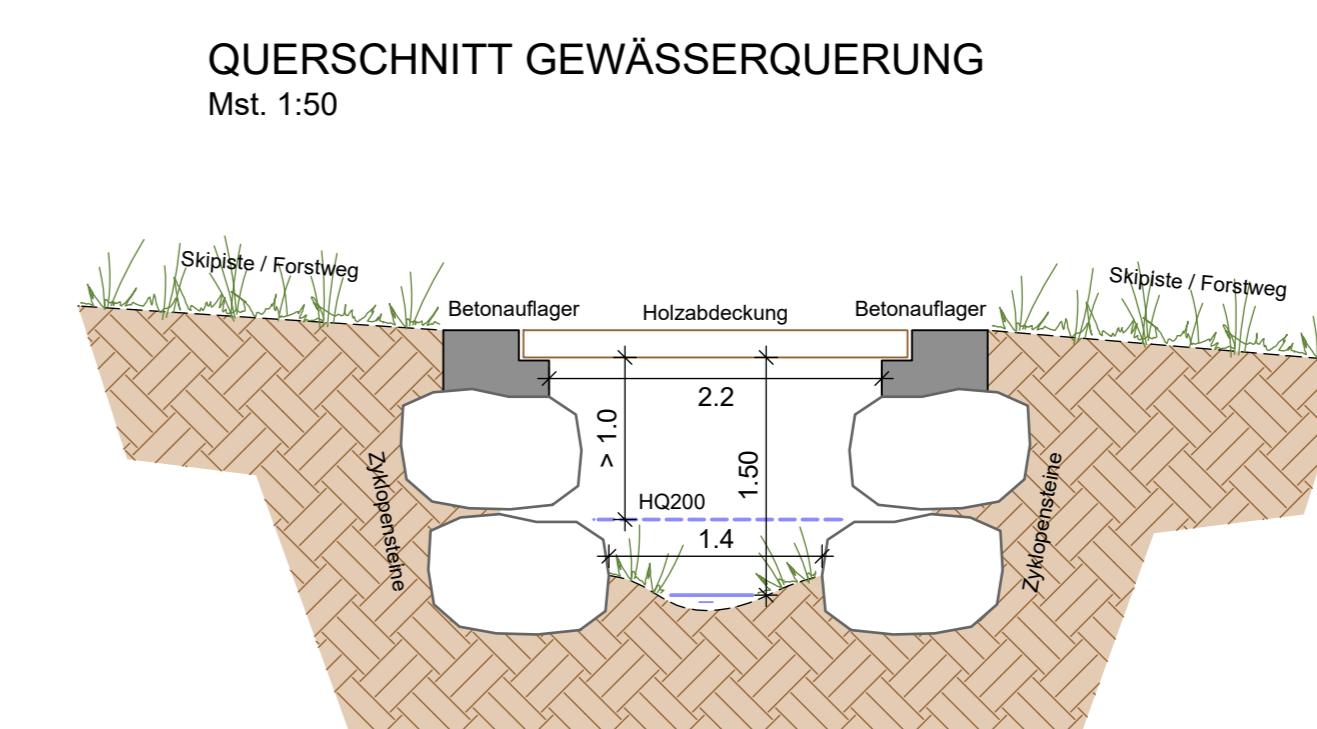 QUERSCHNITT GEWÄSSERQUERUNG
Mst. 1:50
Skipiste / Forstweg
Skipiste / Forstweg
Betonauflager
Holzabdeckung
Betonauflager
2.2
> 1.0
1.50
HQ200
1.4
Zyklopensteine
Zyklopensteine